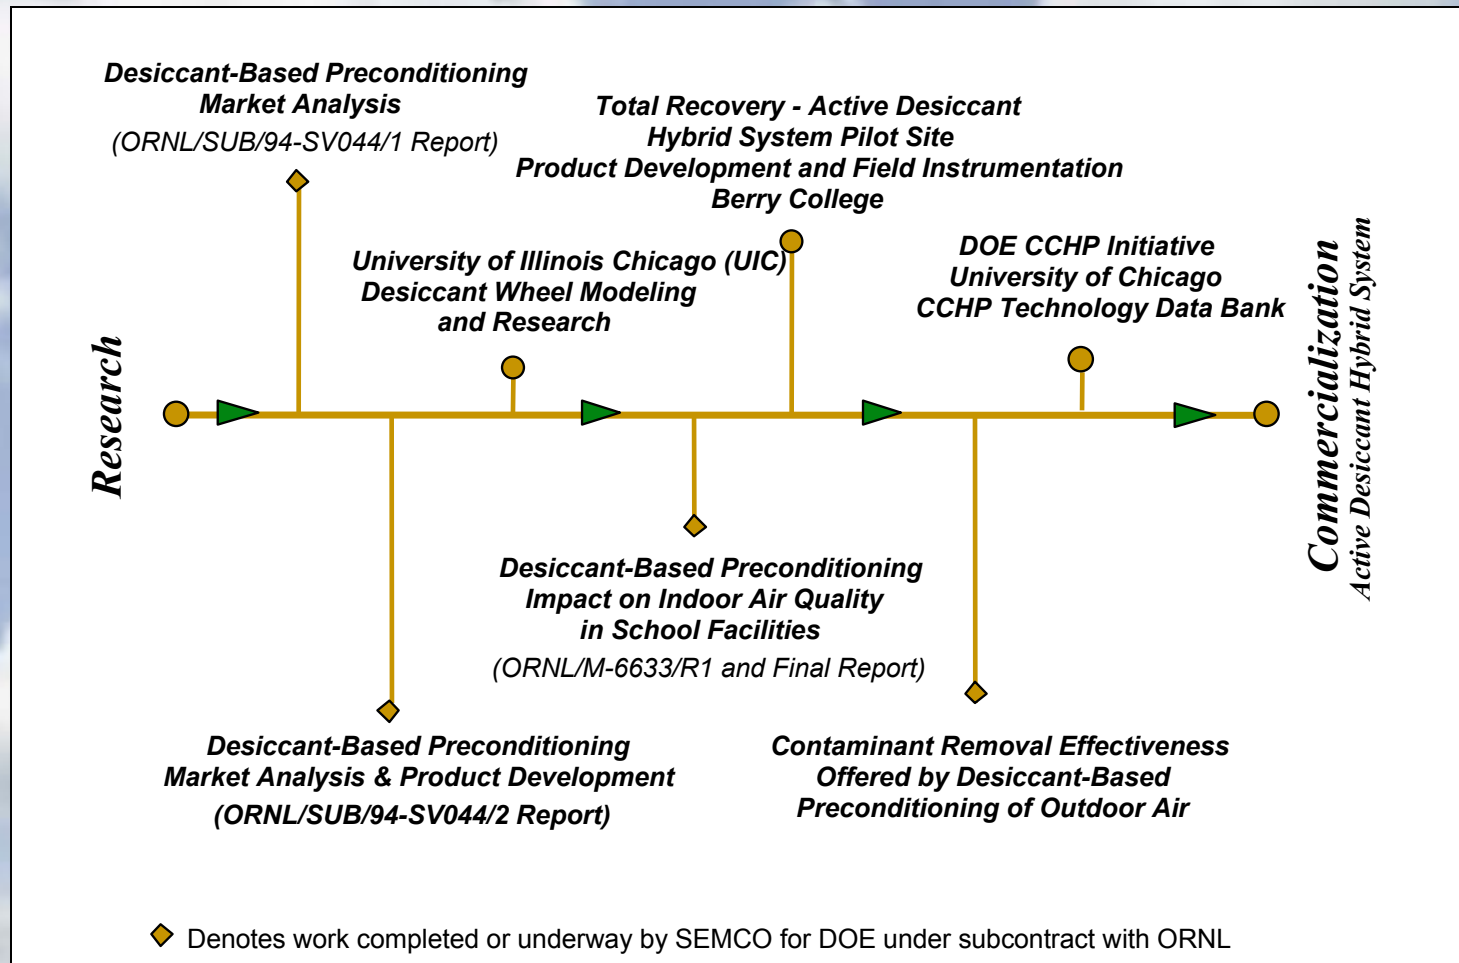 Desiccant-Based Preconditioning
Market Analysis
(ORNL/SUB/94-SV044/1 Report)
Total Recovery - Active Desiccant
Hybrid System Pilot Site
Product Development and Field Instrumentation
Berry College
University of Illinois Chicago (UIC)
Desiccant Wheel Modeling
and Research
DOE CCHP Initiative
University of Chicago
CCHP Technology Data Bank
Research
Commercialization
Active Desiccant Hybrid System
Desiccant-Based Preconditioning
Impact on Indoor Air Quality
in School Facilities
(ORNL/M-6633/R1 and Final Report)
Desiccant-Based Preconditioning
Market Analysis & Product Development
(ORNL/SUB/94-SV044/2 Report)
Contaminant Removal Effectiveness
Offered by Desiccant-Based
Preconditioning of Outdoor Air
Denotes work completed or underway by SEMCO for DOE under subcontract with ORNL